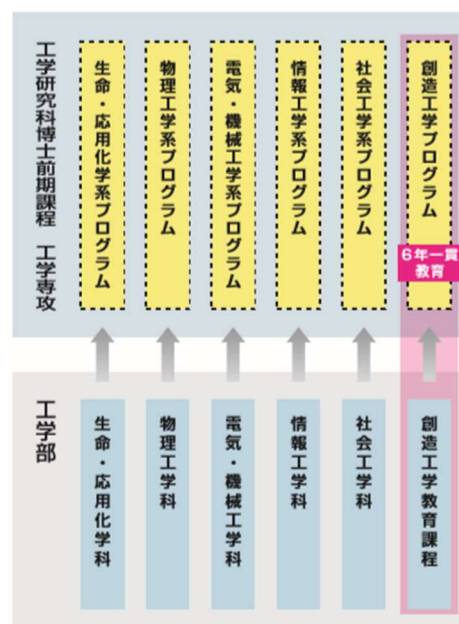 工学研究科博士前期課程 工学専攻
生命・応用化学系プログラム
物理工学系プログラム
電気・機械工学系プログラム
情報工学系プログラム
社会工学系プログラム
創造工学プログラム
6年一貫
教育
工学部
生命・応用化学科
物理工学科
電気・機械工学科
情報工学科
社会工学科
創造工学教育課程